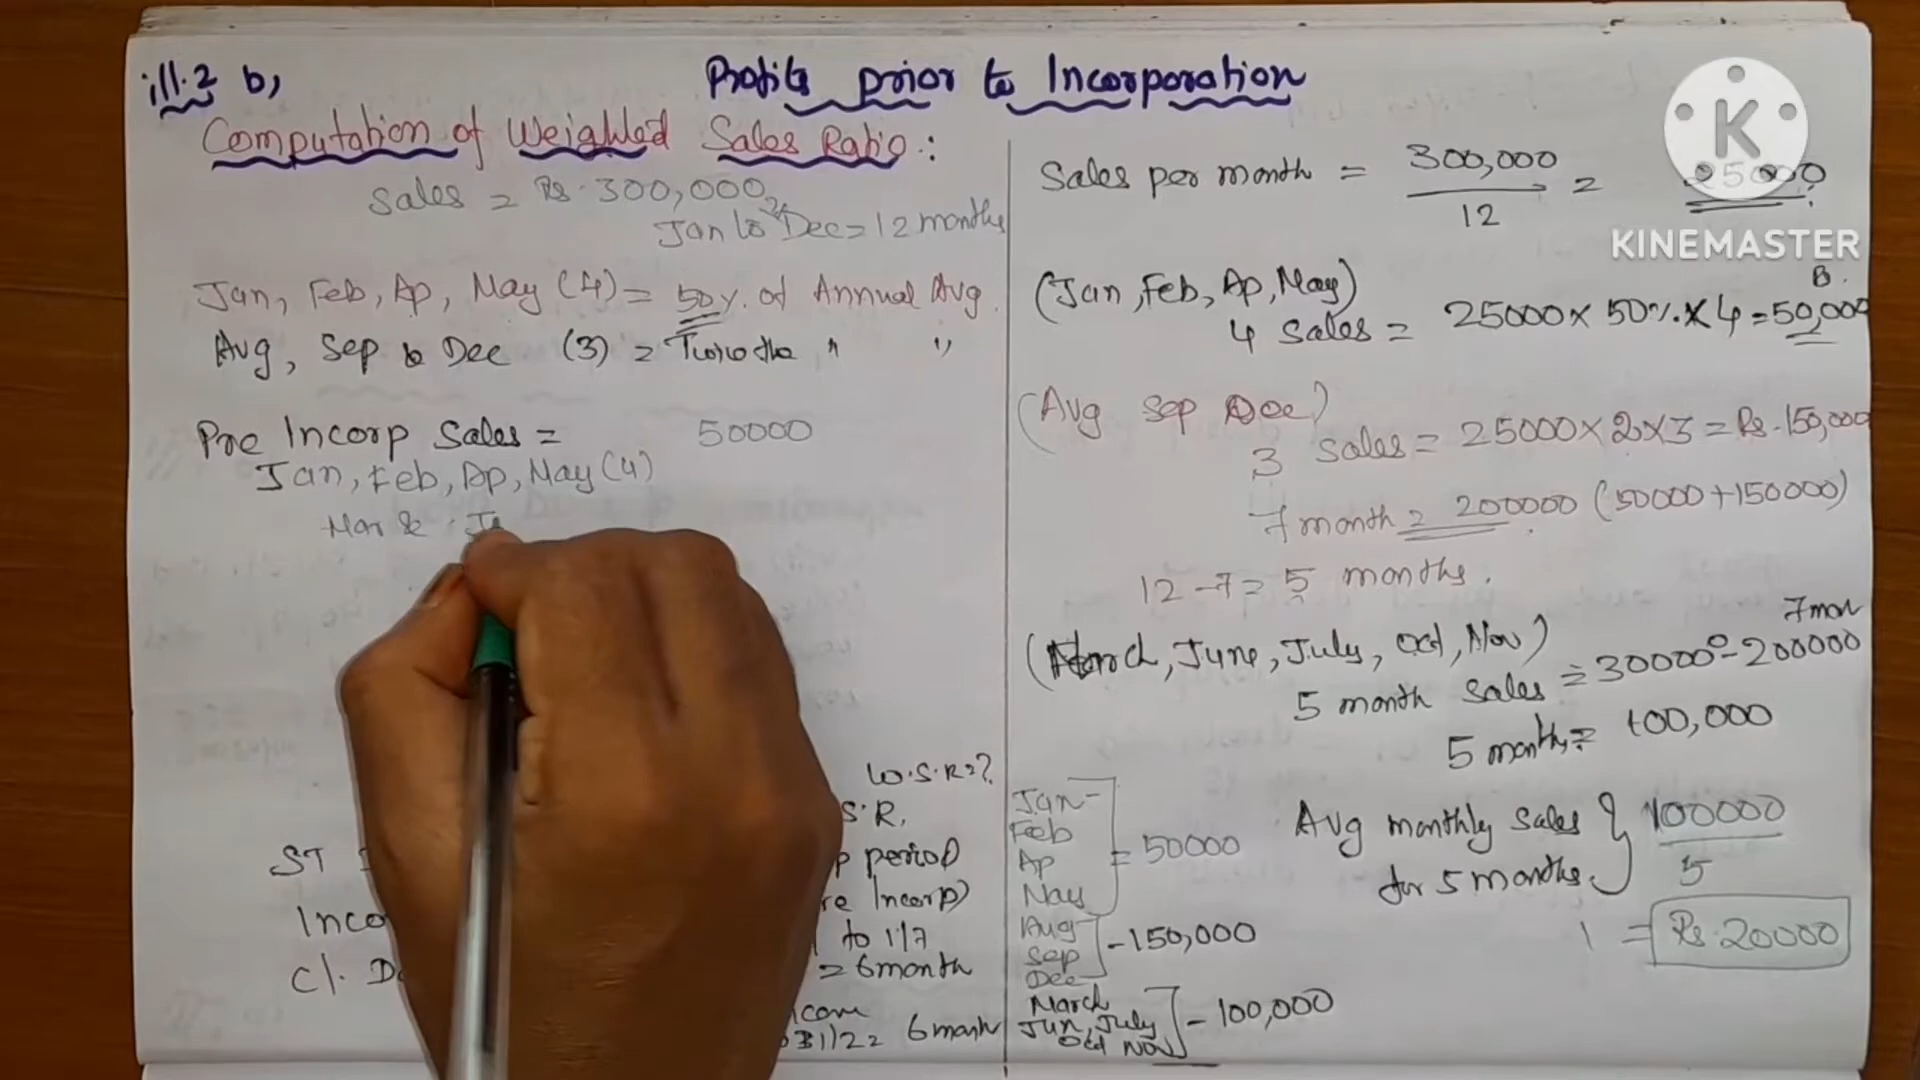 ill.2 b, Profits prior to Incorporation
Computation of Weighted Sales Ratio :
Sales = Rs. 300,000
Jan to Dec = 12 months
Jan, Feb, Ap, May (4) = 50% of Annual Avg.
Aug, Sep & Dec (3) = Twice the " "
Pre Incorp Sales = 50000
Jan, Feb, Ap, May (4)
Mar &
W.S.R=?
S.R.
ST
p period
Inco
re Incorp)
to 1/7
C/. D
= 6month
6 month
Sales per month = 300,000 / 12 = 25000
KINEMASTER
(Jan, Feb, Ap, May)
4 Sales = 25000 x 50% x 4 = 50,000
(Aug Sep Dec)
3 Sales = 25000 x 2 x 3 = Rs. 150,000
7 month = 200000 (50000+150000)
12 - 7 = 5 months.
7 mon
(March, June, July, Oct, Nov)
5 month sales = 300000 - 200000
5 months = 100,000
Jan
Feb
Ap
May
= 50000
Aug
Sep
Dec
- 150,000
March
Jun, July
Oct Nov
- 100,000
Avg monthly sales } 100000
for 5 months. 5
= Rs. 20000